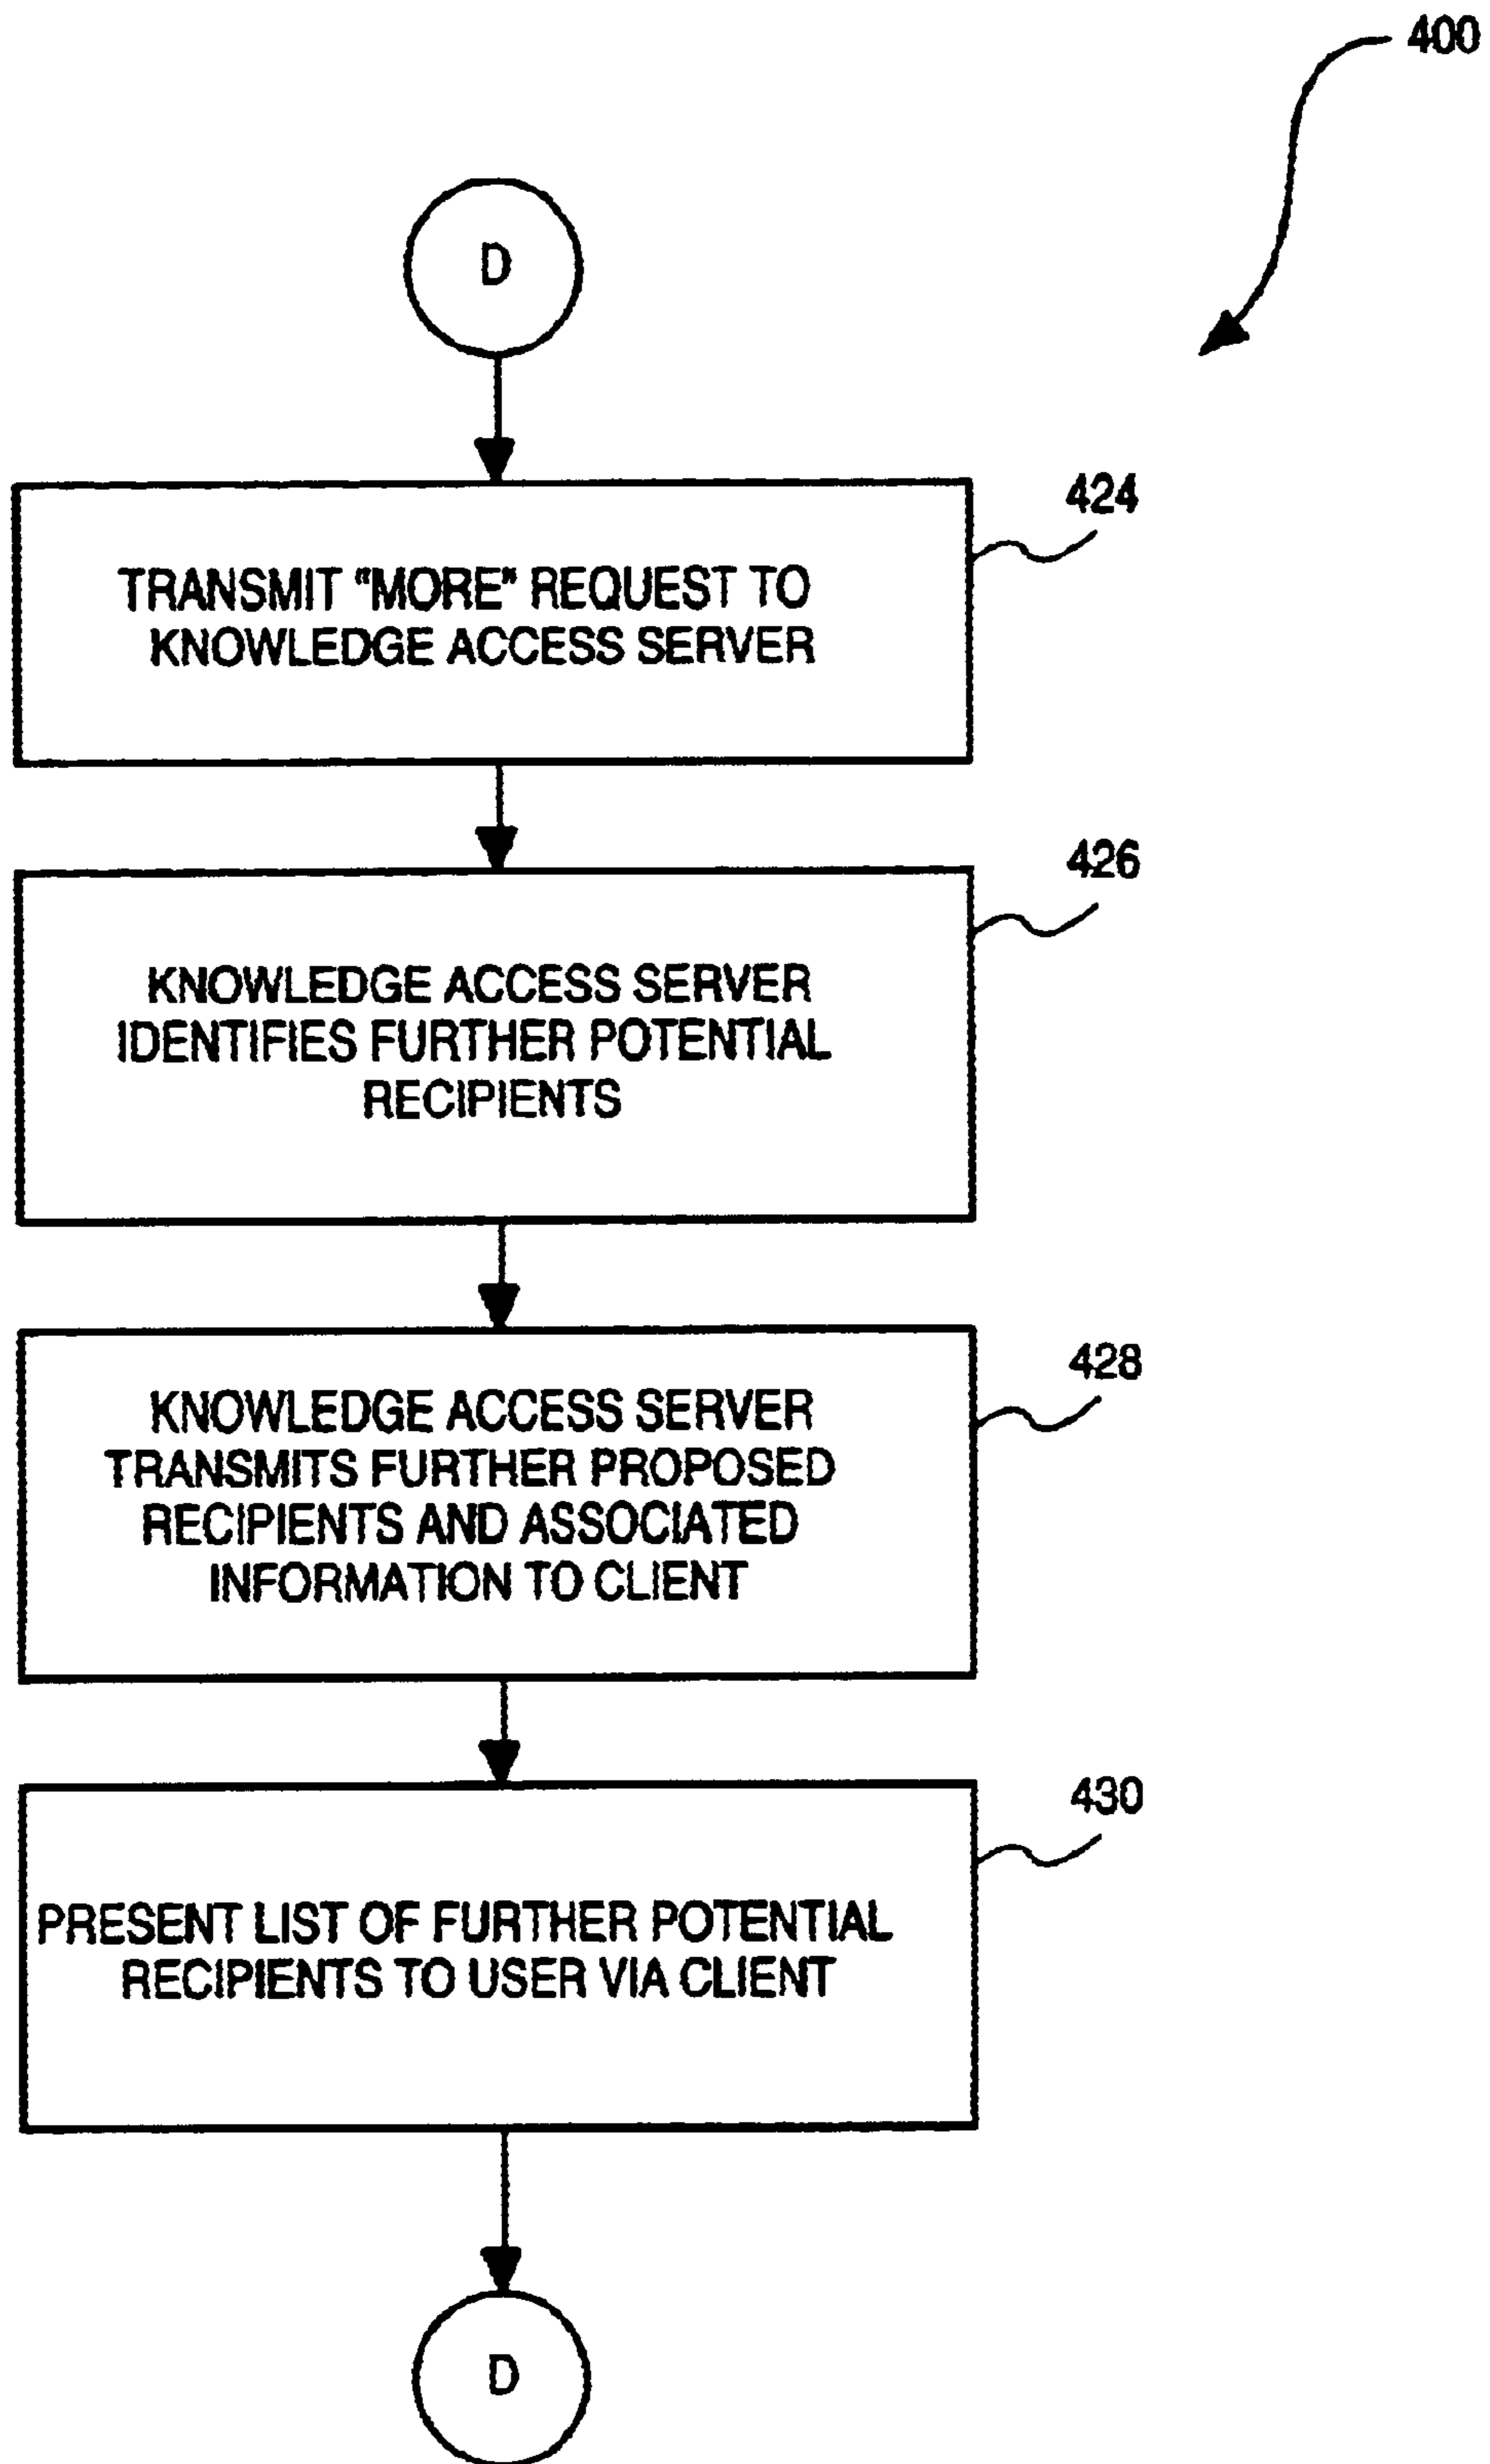 400
D
424
TRANSMIT "MORE" REQUEST TO
KNOWLEDGE ACCESS SERVER
426
KNOWLEDGE ACCESS SERVER
IDENTIFIES FURTHER POTENTIAL
RECIPIENTS
428
KNOWLEDGE ACCESS SERVER
TRANSMITS FURTHER PROPOSED
RECIPIENTS AND ASSOCIATED
INFORMATION TO CLIENT
430
PRESENT LIST OF FURTHER POTENTIAL
RECIPIENTS TO USER VIA CLIENT
D